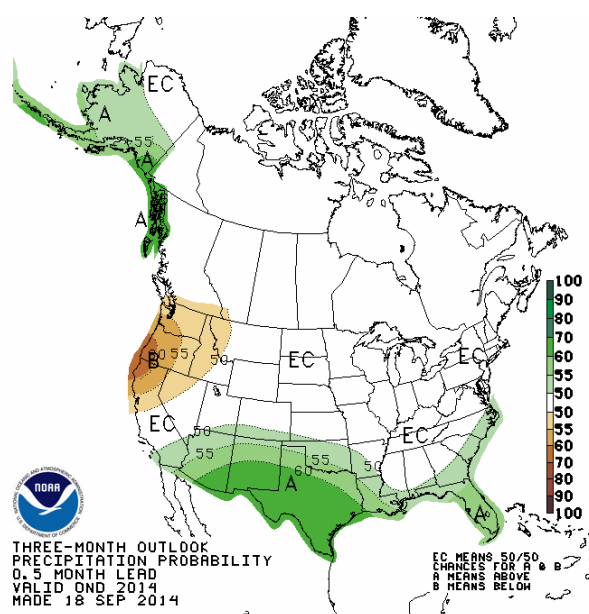 EC
A
55
A
A
EC
B
60
55
50
EC
EC
EC
EC
50
55
55
50
60
A
A
100
90
80
70
60
55
50
50
55
60
70
80
90
100
NOAA
THREE-MONTH OUTLOOK
PRECIPITATION PROBABILITY
0.5 MONTH LEAD
VALID OND 2014
MADE 18 SEP 2014
EC MEANS 50/50
CHANCES FOR A & B
A MEANS ABOVE
B MEANS BELOW